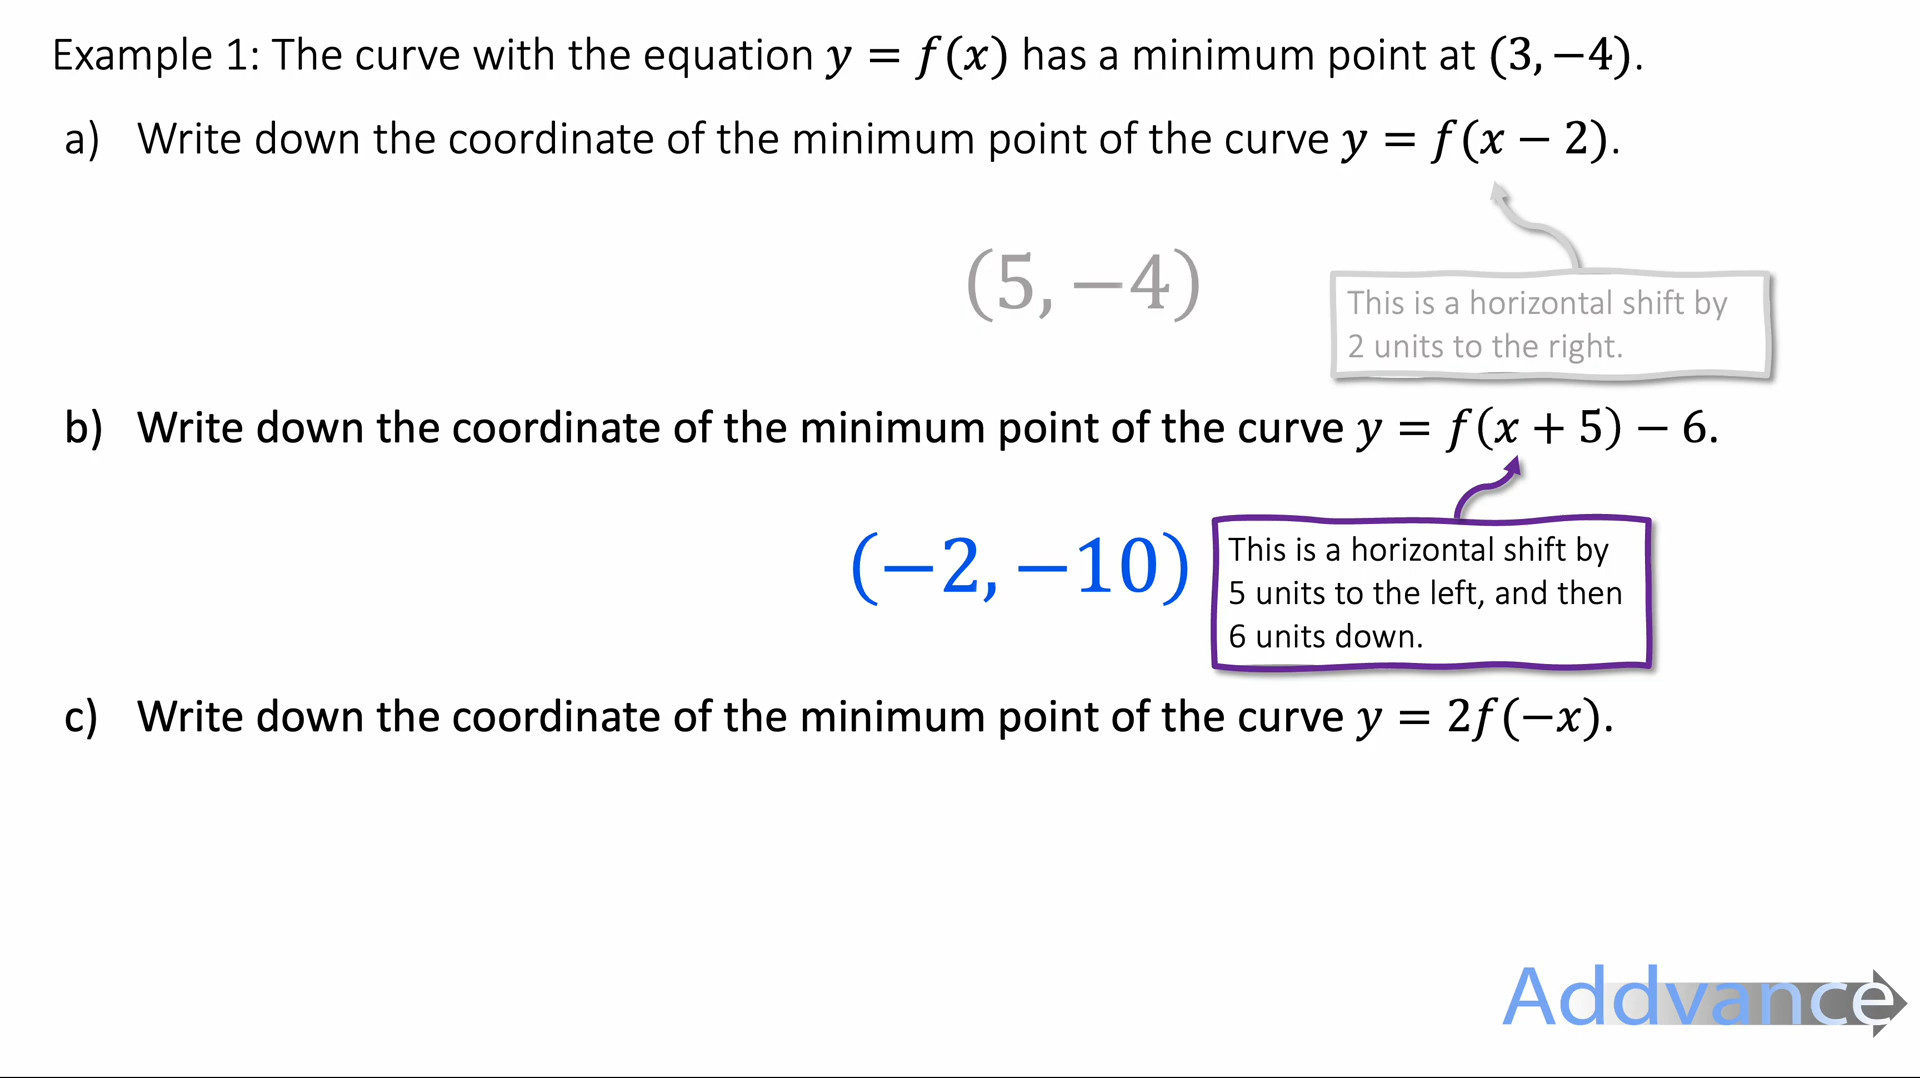 Example 1: The curve with the equation y = f(x) has a minimum point at (3, −4).
a) Write down the coordinate of the minimum point of the curve y = f(x − 2).
(5, −4)
This is a horizontal shift by
2 units to the right.
b) Write down the coordinate of the minimum point of the curve y = f(x + 5) − 6.
(−2, −10)
This is a horizontal shift by
5 units to the left, and then
6 units down.
c) Write down the coordinate of the minimum point of the curve y = 2f(−x).
Addvance